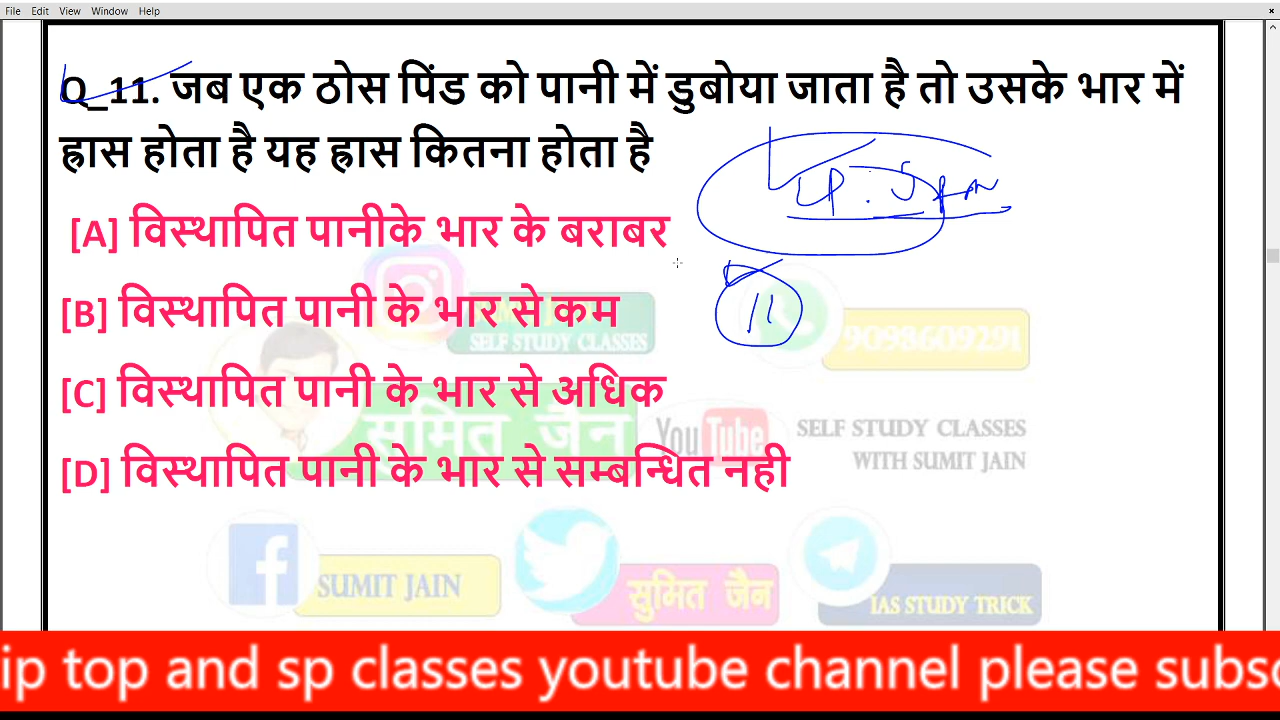 File Edit View Window Help
Q_11. जब एक ठोस पिंड को पानी में डुबोया जाता है तो उसके भार में
ह्रास होता है यह ह्रास कितना होता है
[A] विस्थापित पानीके भार के बराबर
[B] विस्थापित पानी के भार से कम
11
SELF STUDY CLASSES
9098609291
[C] विस्थापित पानी के भार से अधिक
सुमित जैन
YouTube
SELF STUDY CLASSES
WITH SUMIT JAIN
[D] विस्थापित पानी के भार से सम्बन्धित नही
SUMIT JAIN
सुमित जैन
IAS STUDY TRICK
ip top and sp classes youtube channel please subsc